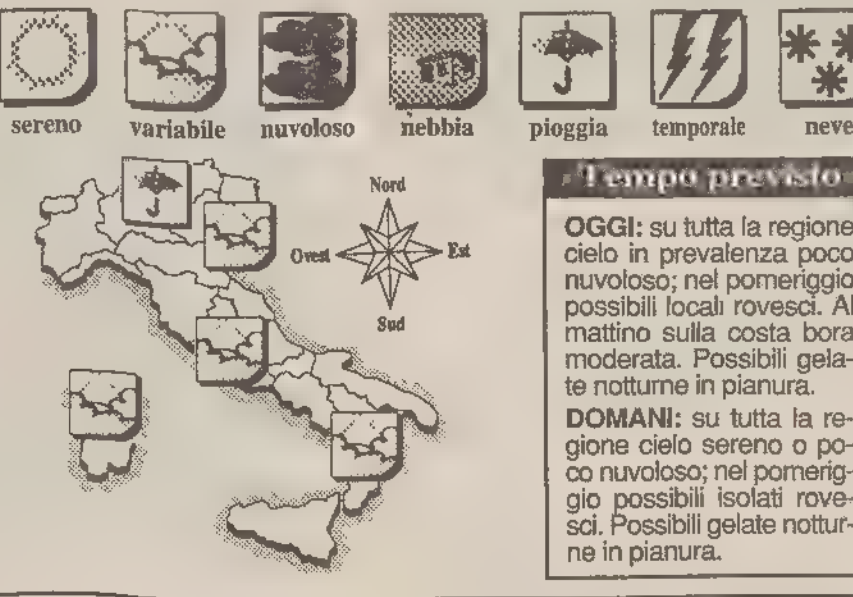 sereno
variabile
nuvoloso
nebbia
pioggia
temporale
neve
Nord
Ovest
Est
Sud
Tempo previsto
OGGI: su tutta la regione
cielo in prevalenza poco
nuvoloso; nel pomeriggio
possibili locali rovesci. Al
mattino sulla costa bora
moderata. Possibili gela-
te notturne in pianura.
DOMANI: su tutta la re-
gione cielo sereno o po-
co nuvoloso; nel pomerig-
gio possibili isolati rove-
sci. Possibili gelate nottur-
ne in pianura.